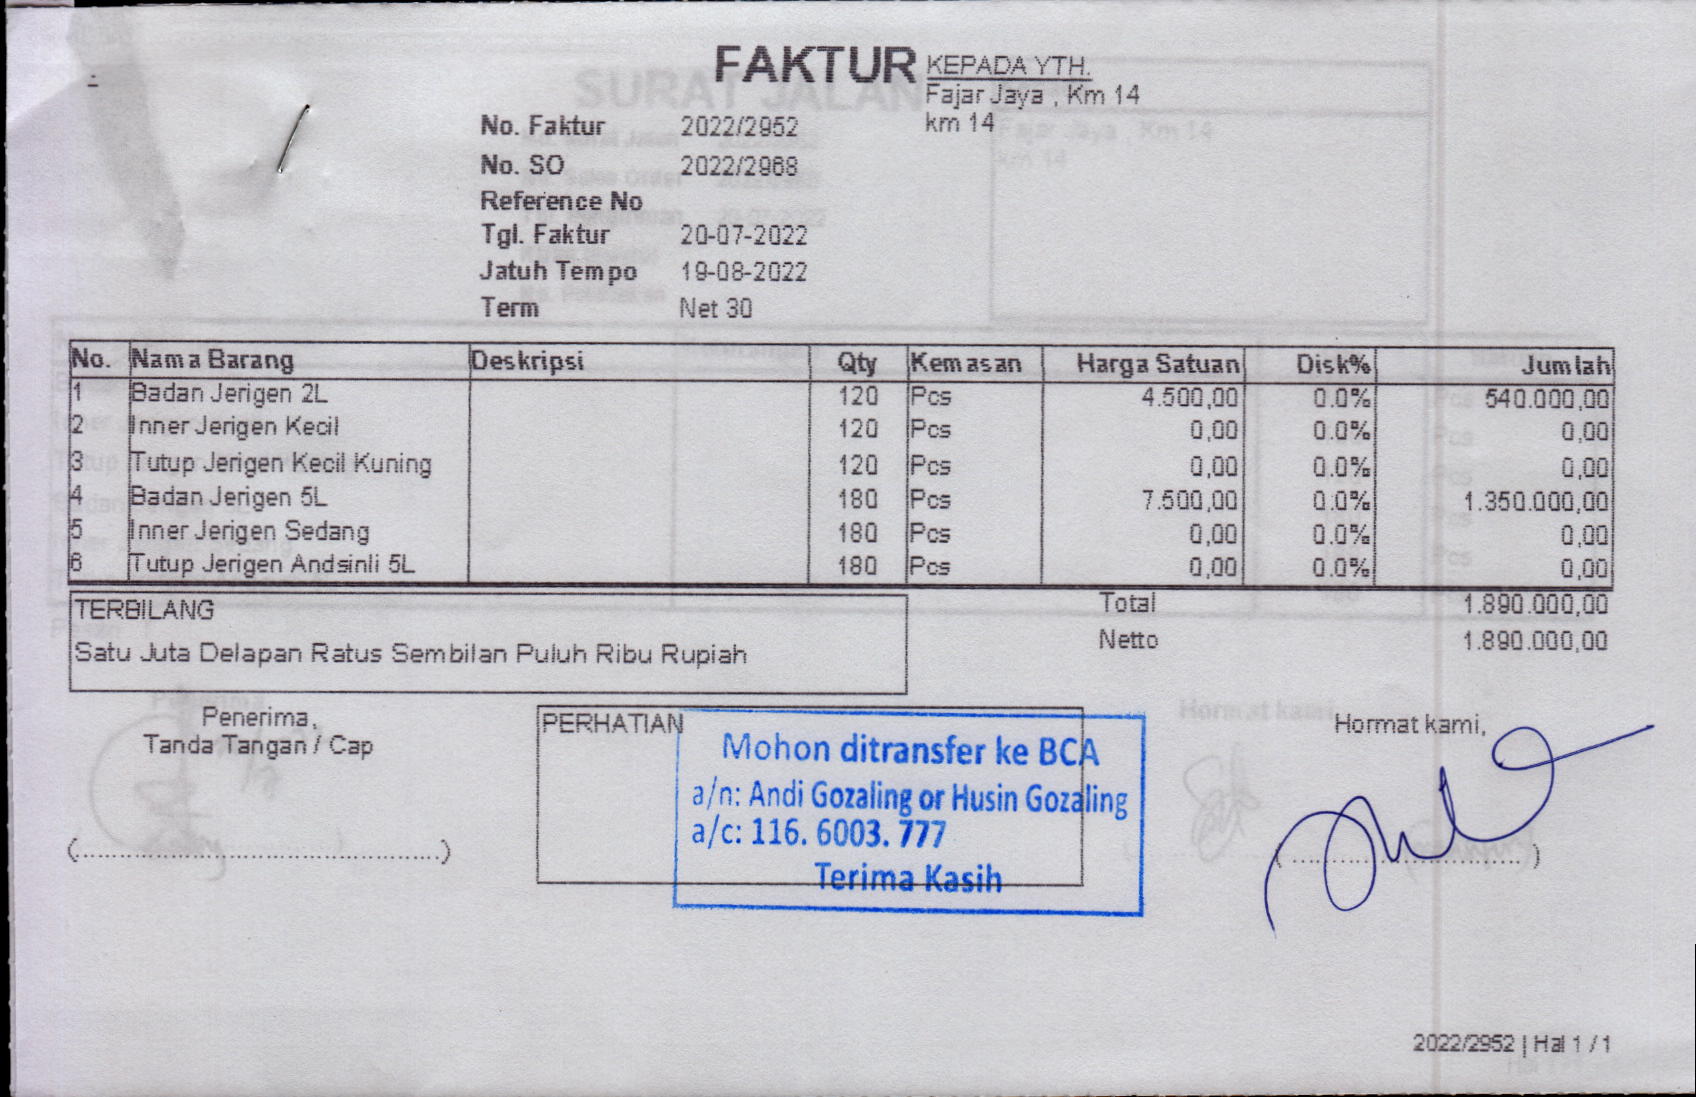 FAKTUR
KEPADA YTH.
Fajar Jaya , Km 14
km 14
No. Faktur 2022/2952
No. SO 2022/2968
Reference No
Tgl. Faktur 20-07-2022
Jatuh Tempo 19-08-2022
Term Net 30
No. Nama Barang Deskripsi Qty Kemasan Harga Satuan Disk% Jumlah
1 Badan Jerigen 2L 120 Pcs 4.500,00 0.0% 540.000,00
2 Inner Jerigen Kecil 120 Pcs 0,00 0.0% 0,00
3 Tutup Jerigen Kecil Kuning 120 Pcs 0,00 0.0% 0,00
4 Badan Jerigen 5L 180 Pcs 7.500,00 0.0% 1.350.000,00
5 Inner Jerigen Sedang 180 Pcs 0,00 0.0% 0,00
6 Tutup Jerigen Andsinli 5L 180 Pcs 0,00 0.0% 0,00
TERBILANG
Satu Juta Delapan Ratus Sembilan Puluh Ribu Rupiah
Total 1.890.000,00
Netto 1.890.000,00
Penerima,
Tanda Tangan / Cap
(..............................................)
PERHATIAN
Mohon ditransfer ke BCA
a/n: Andi Gozaling or Husin Gozaling
a/c: 116. 6003. 777
Terima Kasih
Hormat kami,
(................................)
2022/2952 | Hal 1 / 1